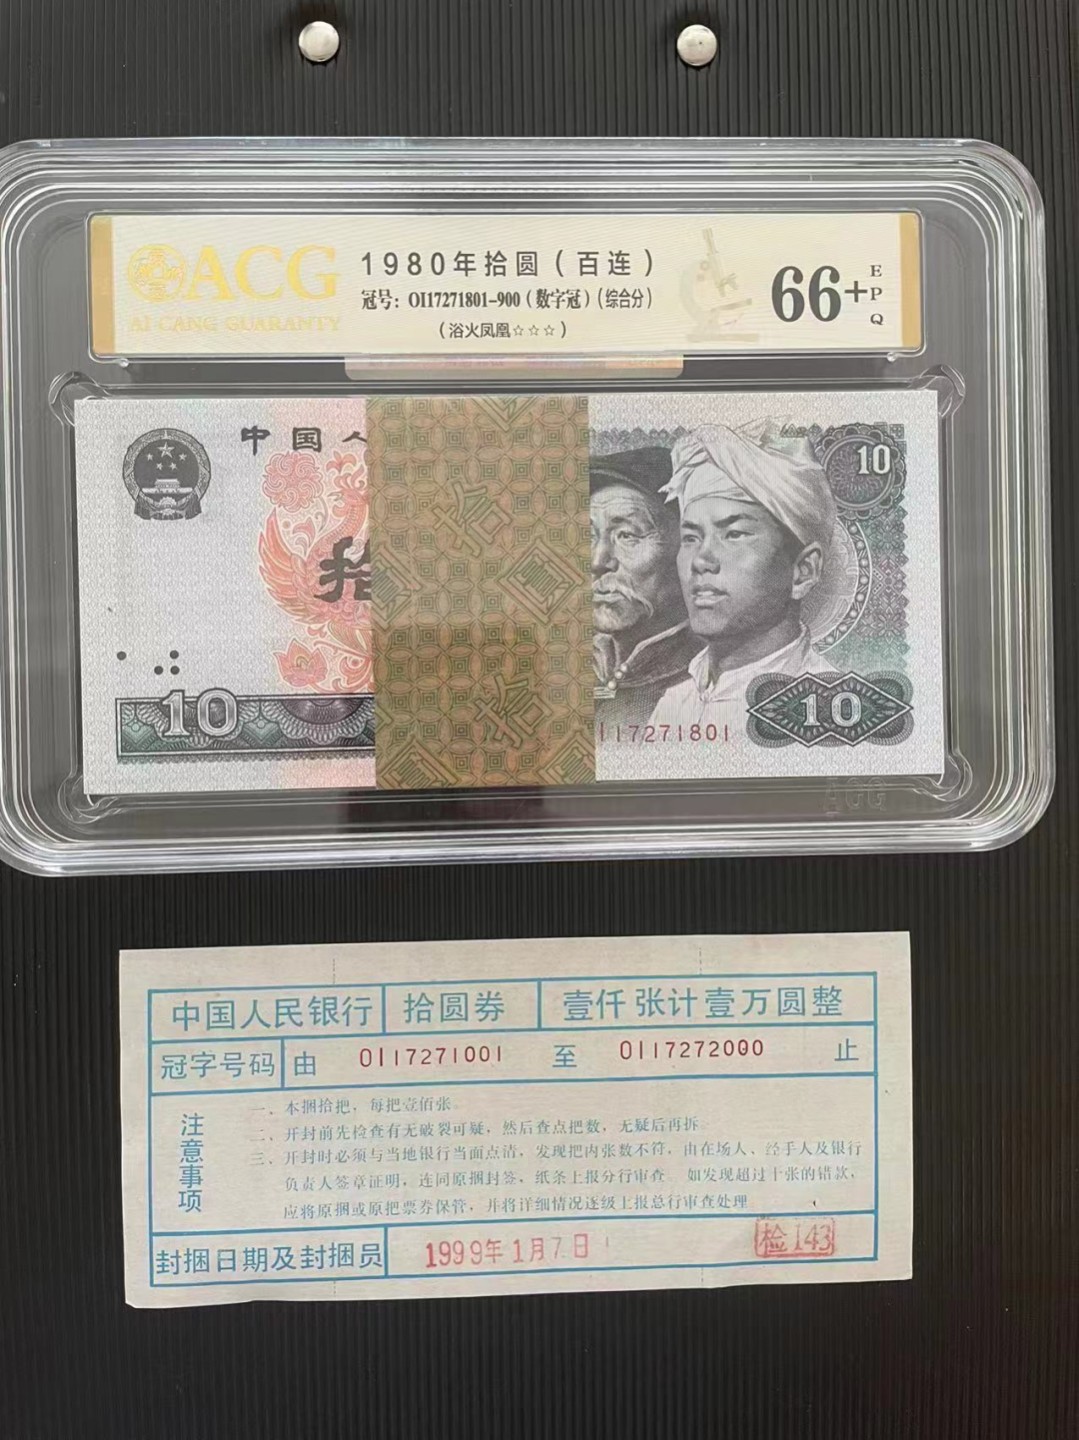 ACG
AI CANG GUARANTY
1980年拾圆（百连）
冠号：OI17271801-900（数字冠）（综合分）
（浴火凤凰☆☆☆）
66+
EPQ
中国人
10
拾
10
拾
圆
圆
拾
圆
圆
10
I17271801
ACG
中国人民银行 拾圆券 壹仟张计壹万圆整
冠字号码 由 OI17271001 至 OI17272000 止
注意事项
一、本捆拾把，每把壹佰张
二、开封前先检查有无破裂可疑，然后查点把数，无疑后再拆
三、开封时必须与当地银行当面点清，发现把内张数不符，由在场人、经手人及银行
负责人签章证明，连同原捆封签，纸条上报分行审查 如发现超过十张的错款，
应将原捆或原把票券保管，并将详细情况逐级上报总行审查处理
封捆日期及封捆员 1999年1月7日 检143